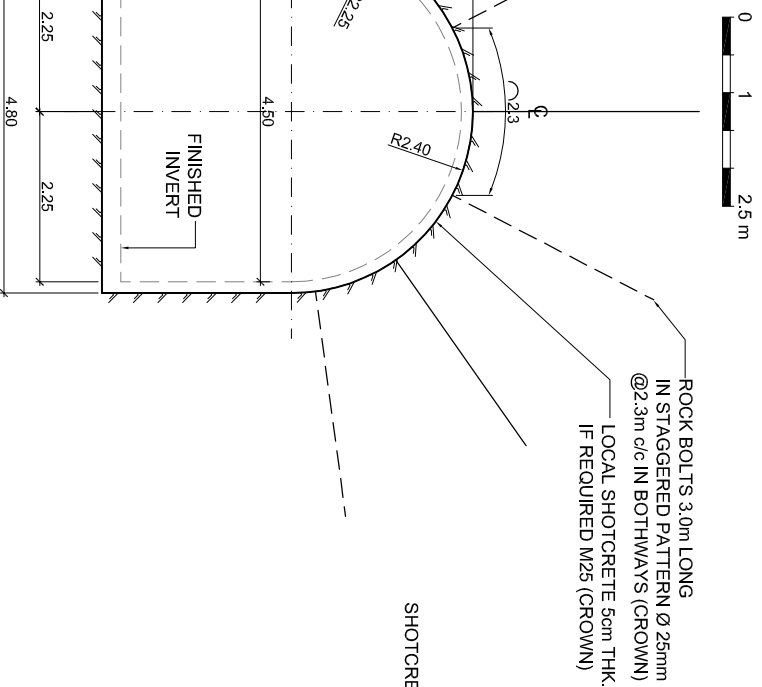 0
1
2.5 m
2.25
2.25
4.80
4.50
R2.25
R2.40
2.3
℄
FINISHED
INVERT
ROCK BOLTS 3.0m LONG
IN STAGGERED PATTERN Ø 25mm
@2.3m c/c IN BOTHWAYS (CROWN)
LOCAL SHOTCRETE 5cm THK.
IF REQUIRED M25 (CROWN)
SHOTCRE